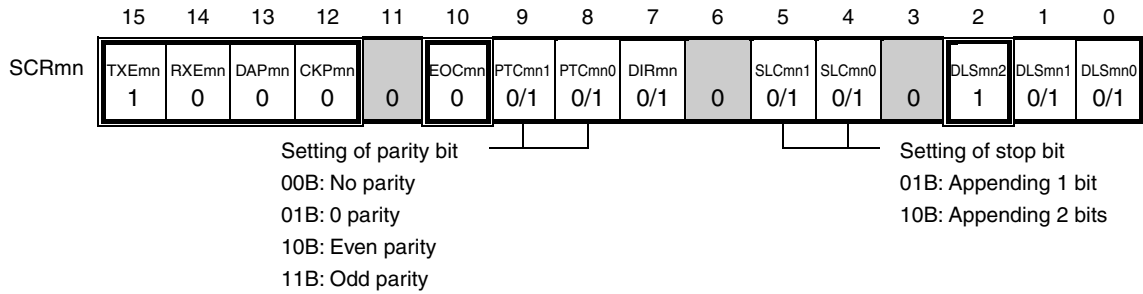 15 14 13 12 11 10 9 8 7 6 5 4 3 2 1 0
SCRmn TXEmn RXEmn DAPmn CKPmn EOCmn PTCmn1 PTCmn0 DIRmn SLCmn1 SLCmn0 DLSmn2 DLSmn1 DLSmn0
1 0 0 0 0 0 0/1 0/1 0/1 0 0/1 0/1 0 1 0/1 0/1
Setting of parity bit
00B: No parity
01B: 0 parity
10B: Even parity
11B: Odd parity
Setting of stop bit
01B: Appending 1 bit
10B: Appending 2 bits